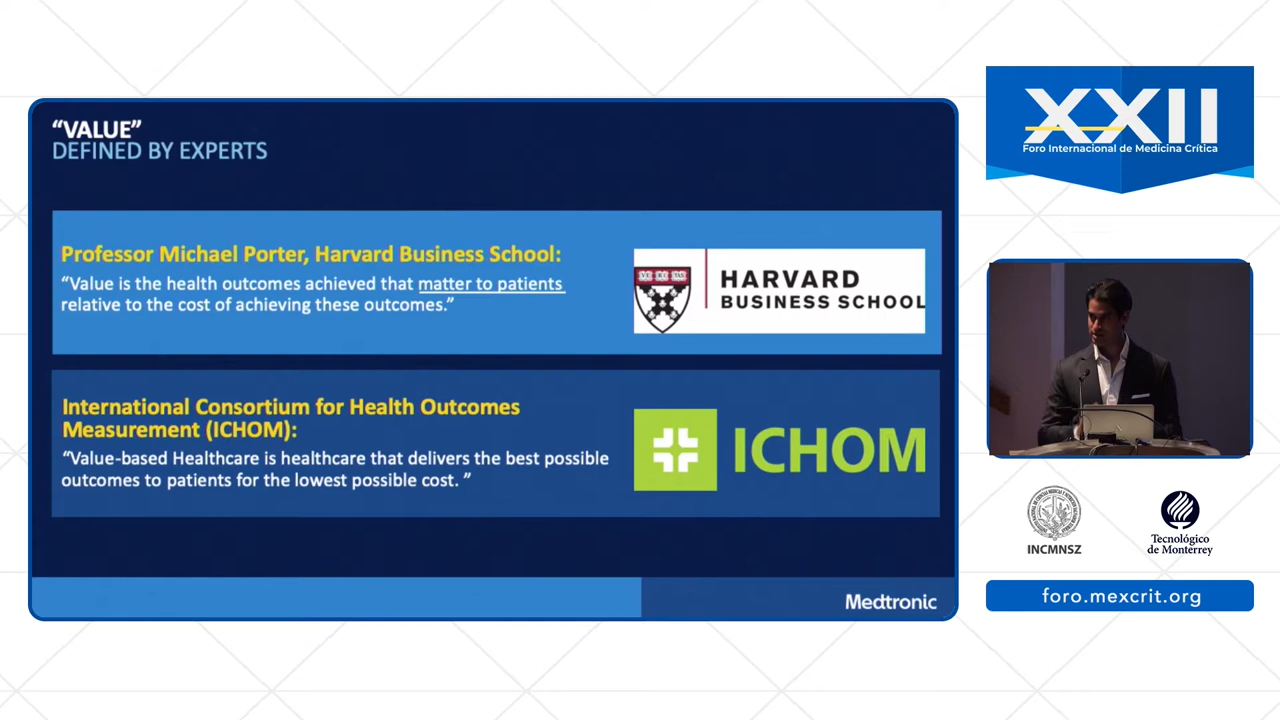 “VALUE”
DEFINED BY EXPERTS
Professor Michael Porter, Harvard Business School:
“Value is the health outcomes achieved that matter to patients
relative to the cost of achieving these outcomes.”
HARVARD
BUSINESS SCHOOL
International Consortium for Health Outcomes
Measurement (ICHOM):
“Value-based Healthcare is healthcare that delivers the best possible
outcomes to patients for the lowest possible cost. ”
ICHOM
Medtronic
XXII
Foro Internacional de Medicina Crítica
INCMNSZ
Tecnológico
de Monterrey
foro.mexcrit.org